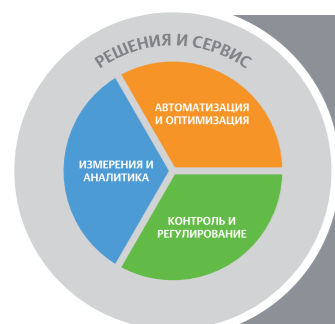 РЕШЕНИЯ И СЕРВИС
АВТОМАТИЗАЦИЯ
И ОПТИМИЗАЦИЯ
ИЗМЕРЕНИЯ И
АНАЛИТИКА
КОНТРОЛЬ И
РЕГУЛИРОВАНИЕ